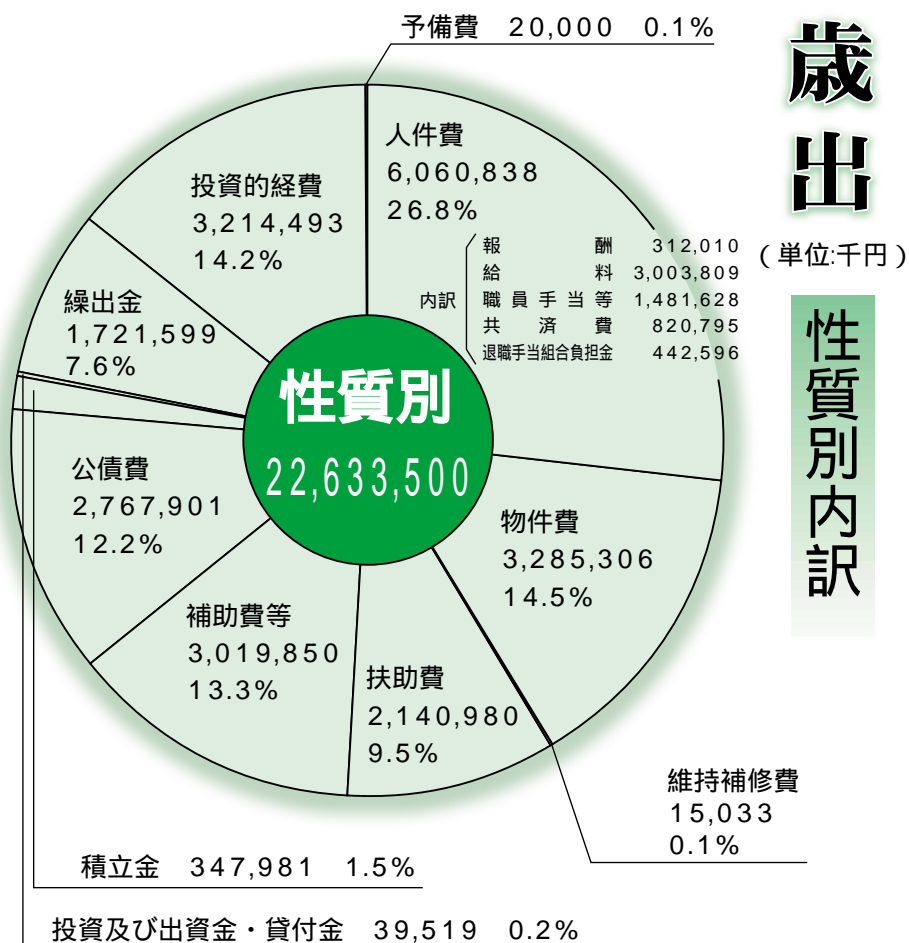 歳出
（単位:千円）
性質別内訳
予備費 20,000 0.1%
人件費
6,060,838
26.8%
内訳
報酬 312,010
給料 3,003,809
職員手当等 1,481,628
共済費 820,795
退職手当組合負担金 442,596
投資的経費
3,214,493
14.2%
繰出金
1,721,599
7.6%
性質別
22,633,500
公債費
2,767,901
12.2%
物件費
3,285,306
14.5%
補助費等
3,019,850
13.3%
扶助費
2,140,980
9.5%
維持補修費
15,033
0.1%
積立金 347,981 1.5%
投資及び出資金・貸付金 39,519 0.2%